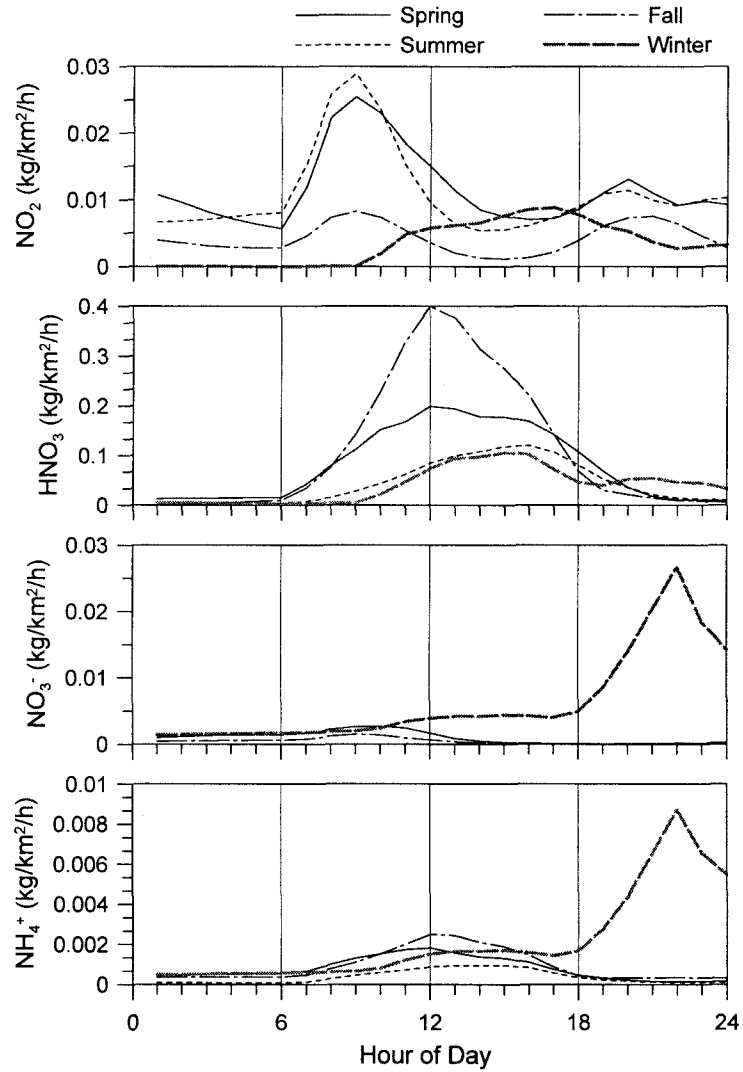 Spring Fall
Summer Winter
NO₂ (kg/km²/h)
0.03
0.02
0.01
0
HNO₃ (kg/km²/h)
0.4
0.3
0.2
0.1
0
NO₃⁻ (kg/km²/h)
0.03
0.02
0.01
0
NH₄⁺ (kg/km²/h)
0.01
0.008
0.006
0.004
0.002
0
0 6 12 18 24
Hour of Day